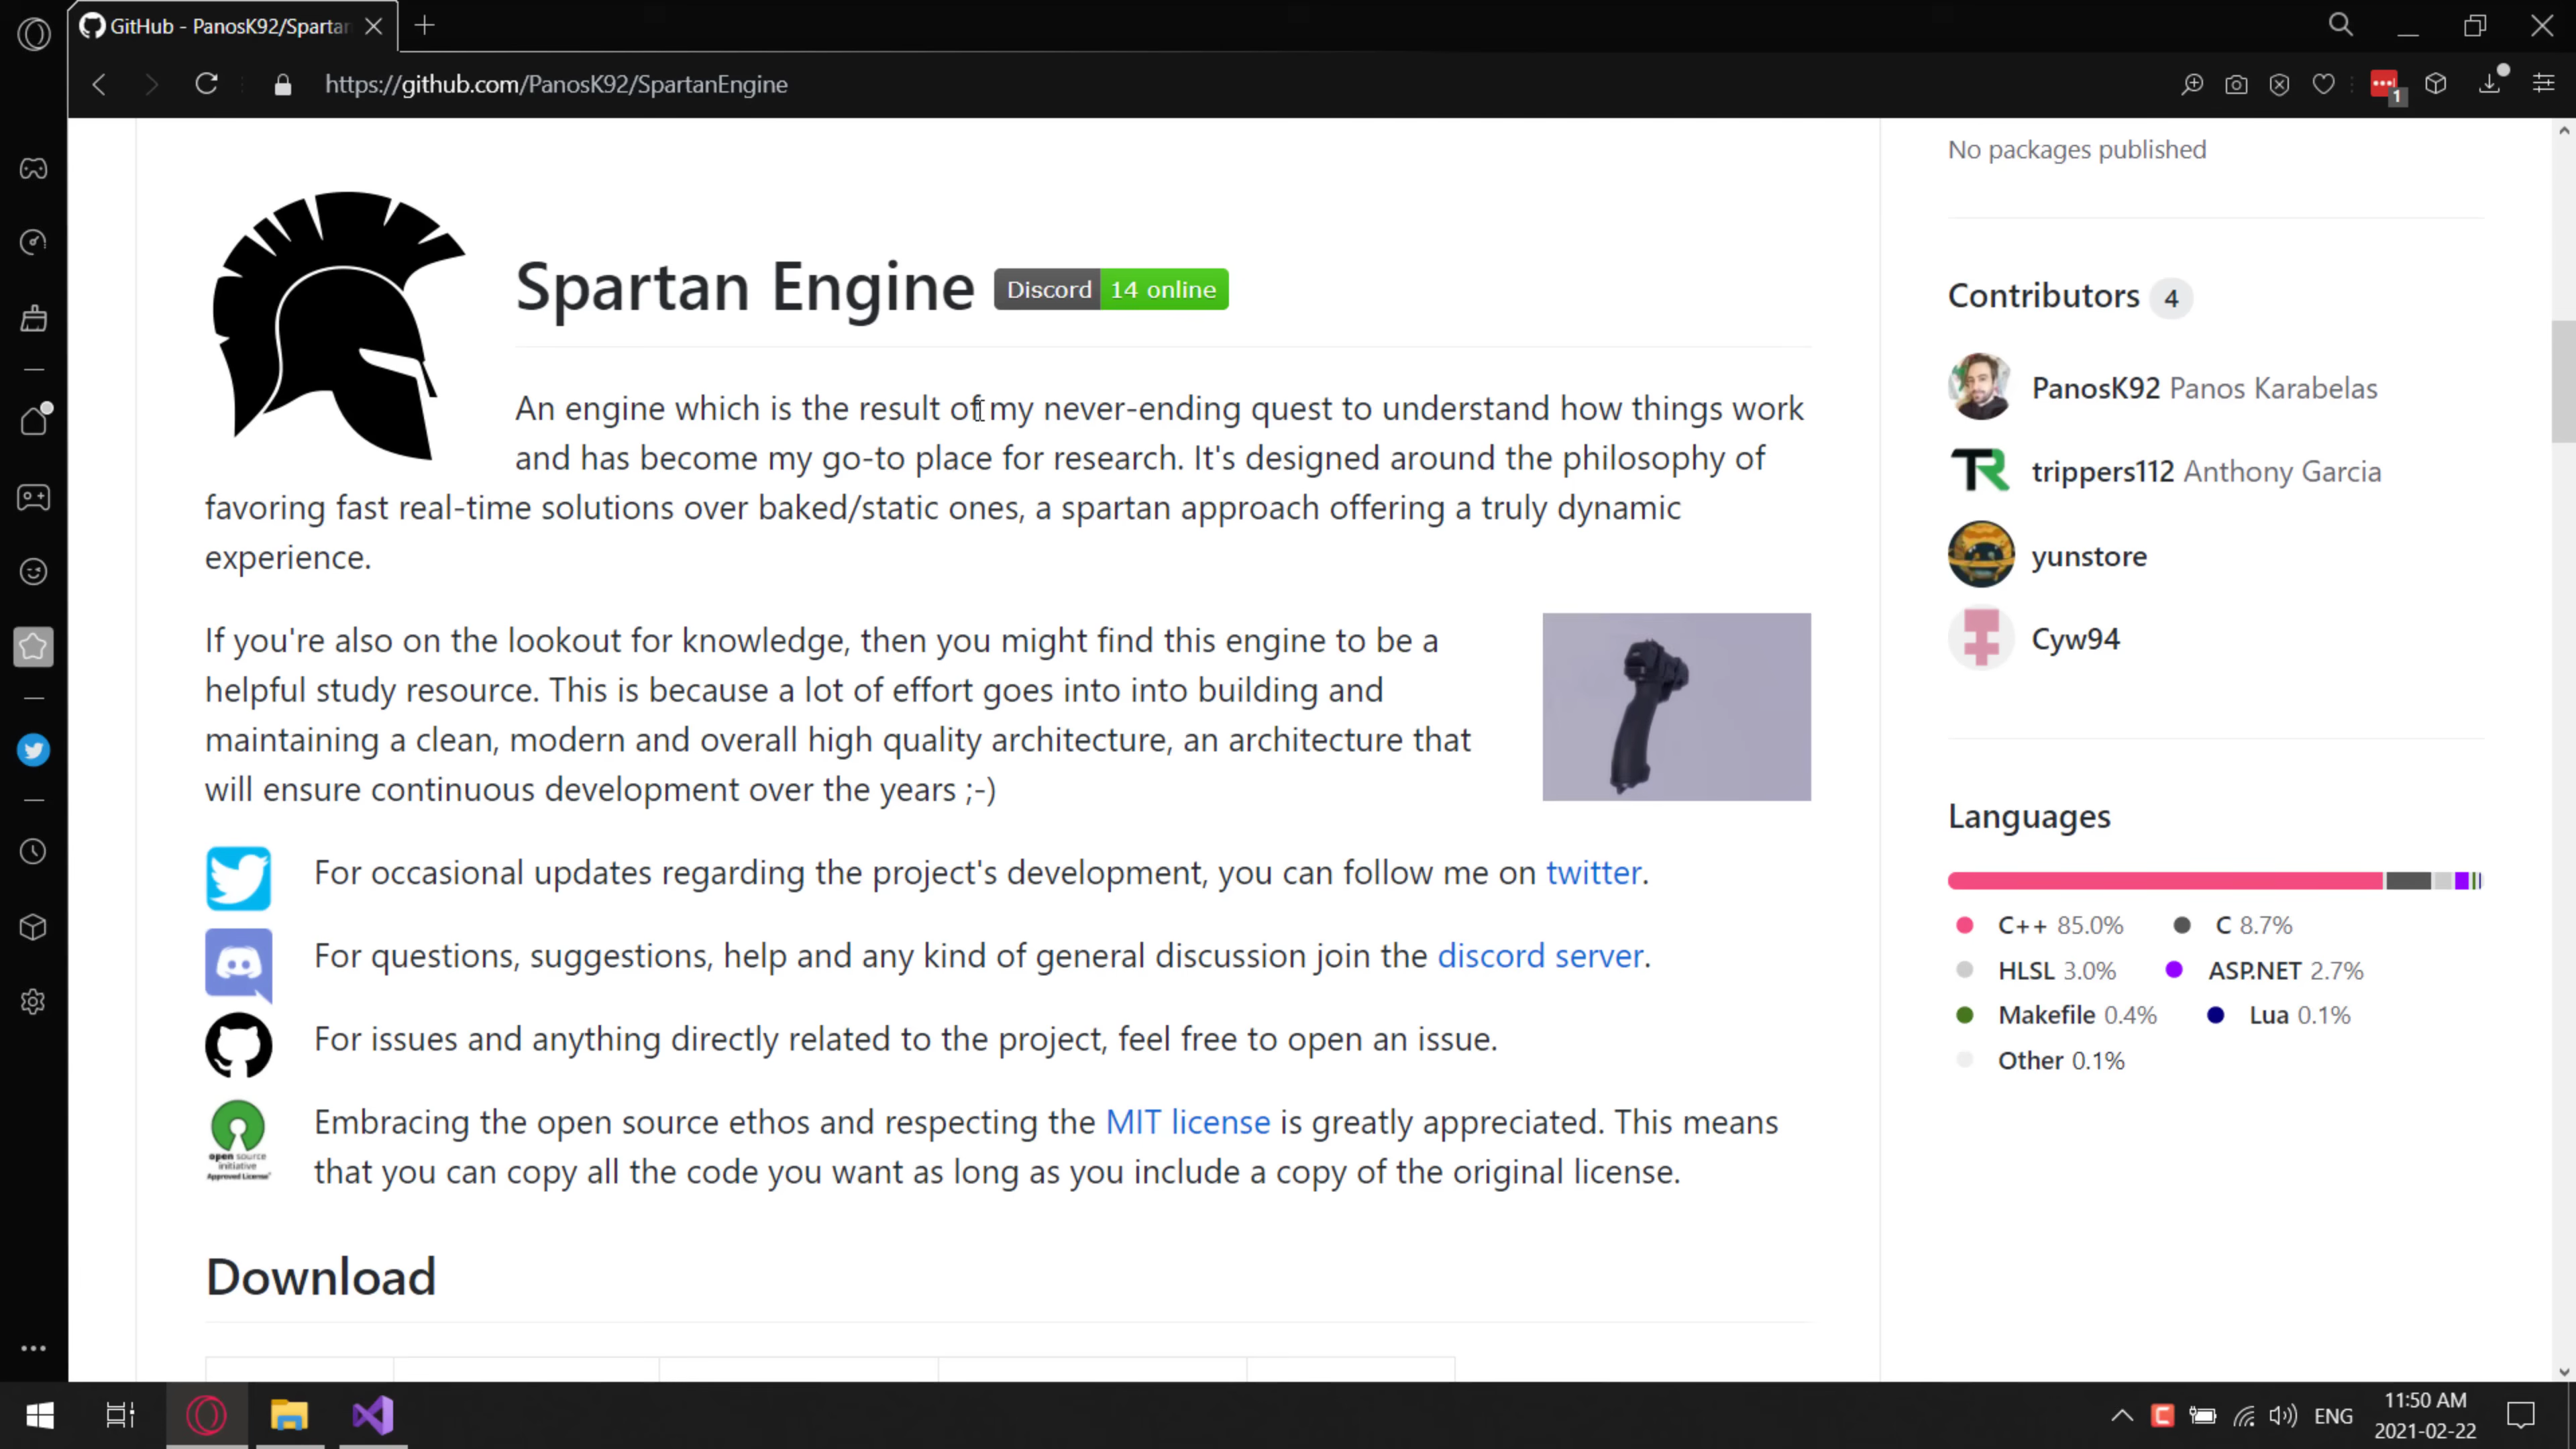 GitHub - PanosK92/Spartan
https://github.com/PanosK92/SpartanEngine
1
No packages published
Spartan Engine
Discord 14 online
An engine which is the result of my never-ending quest to understand how things work
and has become my go-to place for research. It's designed around the philosophy of
favoring fast real-time solutions over baked/static ones, a spartan approach offering a truly dynamic
experience.
If you're also on the lookout for knowledge, then you might find this engine to be a
helpful study resource. This is because a lot of effort goes into into building and
maintaining a clean, modern and overall high quality architecture, an architecture that
will ensure continuous development over the years ;-)
For occasional updates regarding the project's development, you can follow me on twitter.
For questions, suggestions, help and any kind of general discussion join the discord server.
For issues and anything directly related to the project, feel free to open an issue.
open source
initiative
Approved License®
Embracing the open source ethos and respecting the MIT license is greatly appreciated. This means
that you can copy all the code you want as long as you include a copy of the original license.
Download
Contributors 4
PanosK92 Panos Karabelas
TR
trippers112 Anthony Garcia
yunstore
Cyw94
Languages
C++ 85.0% C 8.7%
HLSL 3.0% ASP.NET 2.7%
Makefile 0.4% Lua 0.1%
Other 0.1%
C
ENG
11:50 AM
2021-02-22